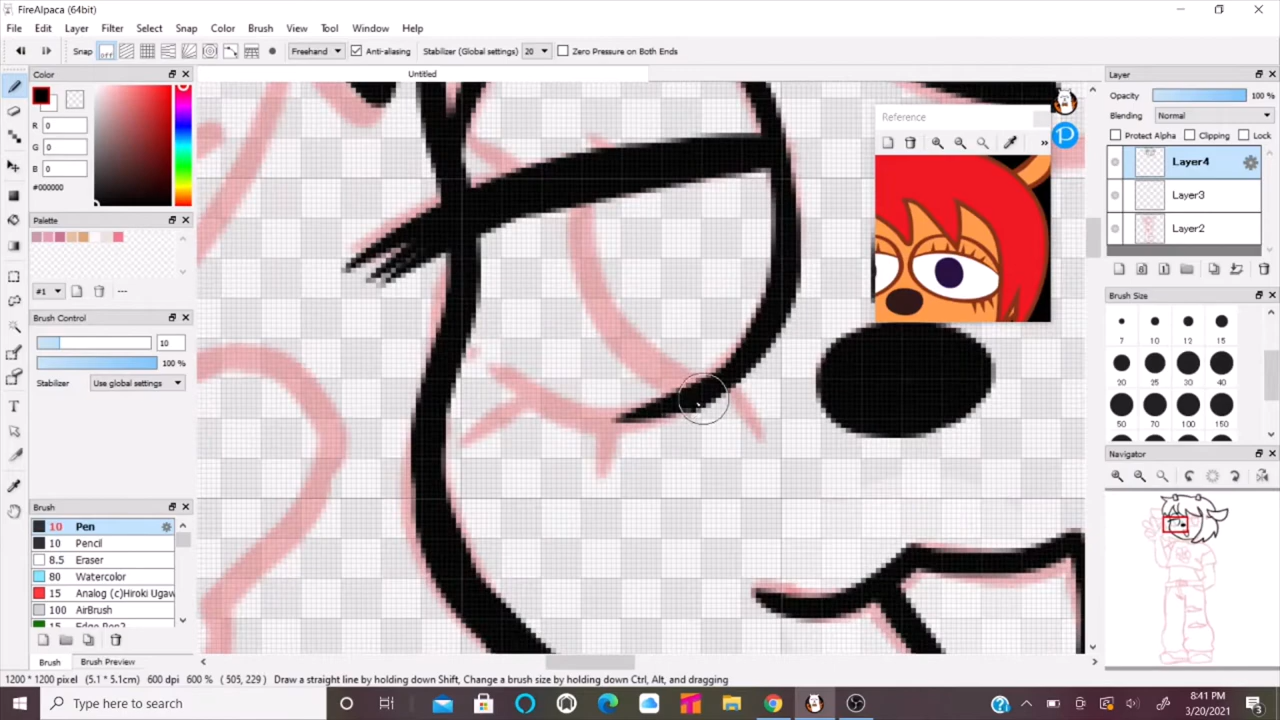 FireAlpaca (64bit)
File Edit Layer Filter Select Snap Color Brush View Tool Window Help
Snap off Freehand Anti-aliasing Stabilizer (Global settings) 20 Zero Pressure on Both Ends
Color
Untitled
R 0
G 0
B 0
#000000
Palette
#1
Brush Control
10
100 %
Stabilizer Use global settings
Brush
10 Pen
10 Pencil
8.5 Eraser
80 Watercolor
Analog (c)Hiroki Ugaw
100 AirBrush
Brush Brush Preview
Reference
Layer
Opacity 100 %
Blending Normal
Protect Alpha Clipping Lock
Layer4
Layer3
Layer2
Brush Size
7 10 12 15
20 25 30 40
50 70 100 150
Navigator
1200 * 1200 pixel (5.1 * 5.1cm) 600 dpi 600 % ( 505, 229 ) Draw a straight line by holding down Shift, Change a brush size by holding down Ctrl, Alt, and dragging
Type here to search
8:41 PM
3/20/2021